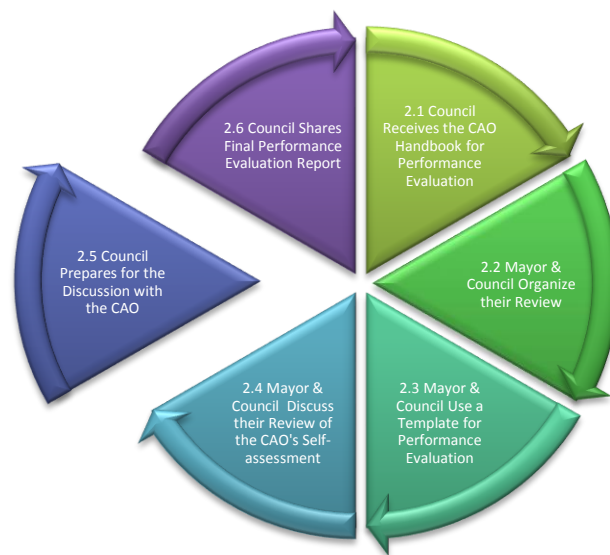 2.1 Council
Receives the CAO
Handbook for
Performance
Evaluation
2.2 Mayor &
Council Organize
their Review
2.3 Mayor &
Council Use a
Template for
Performance
Evaluation
2.4 Mayor &
Council Discuss
their Review of
the CAO's Self-
assessment
2.5 Council
Prepares for the
Discussion with
the CAO
2.6 Council Shares
Final Performance
Evaluation Report